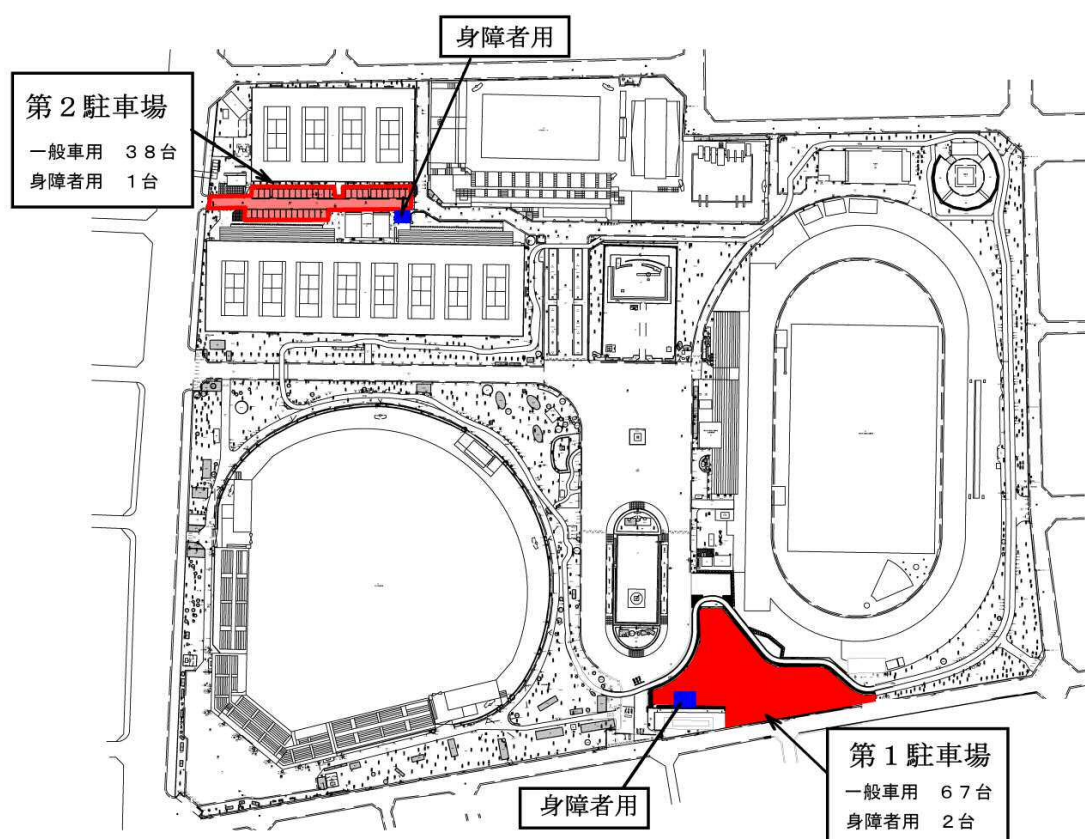 身障者用
第２駐車場
一般車用　３８台
身障者用　１台
身障者用
第１駐車場
一般車用　６７台
身障者用　２台